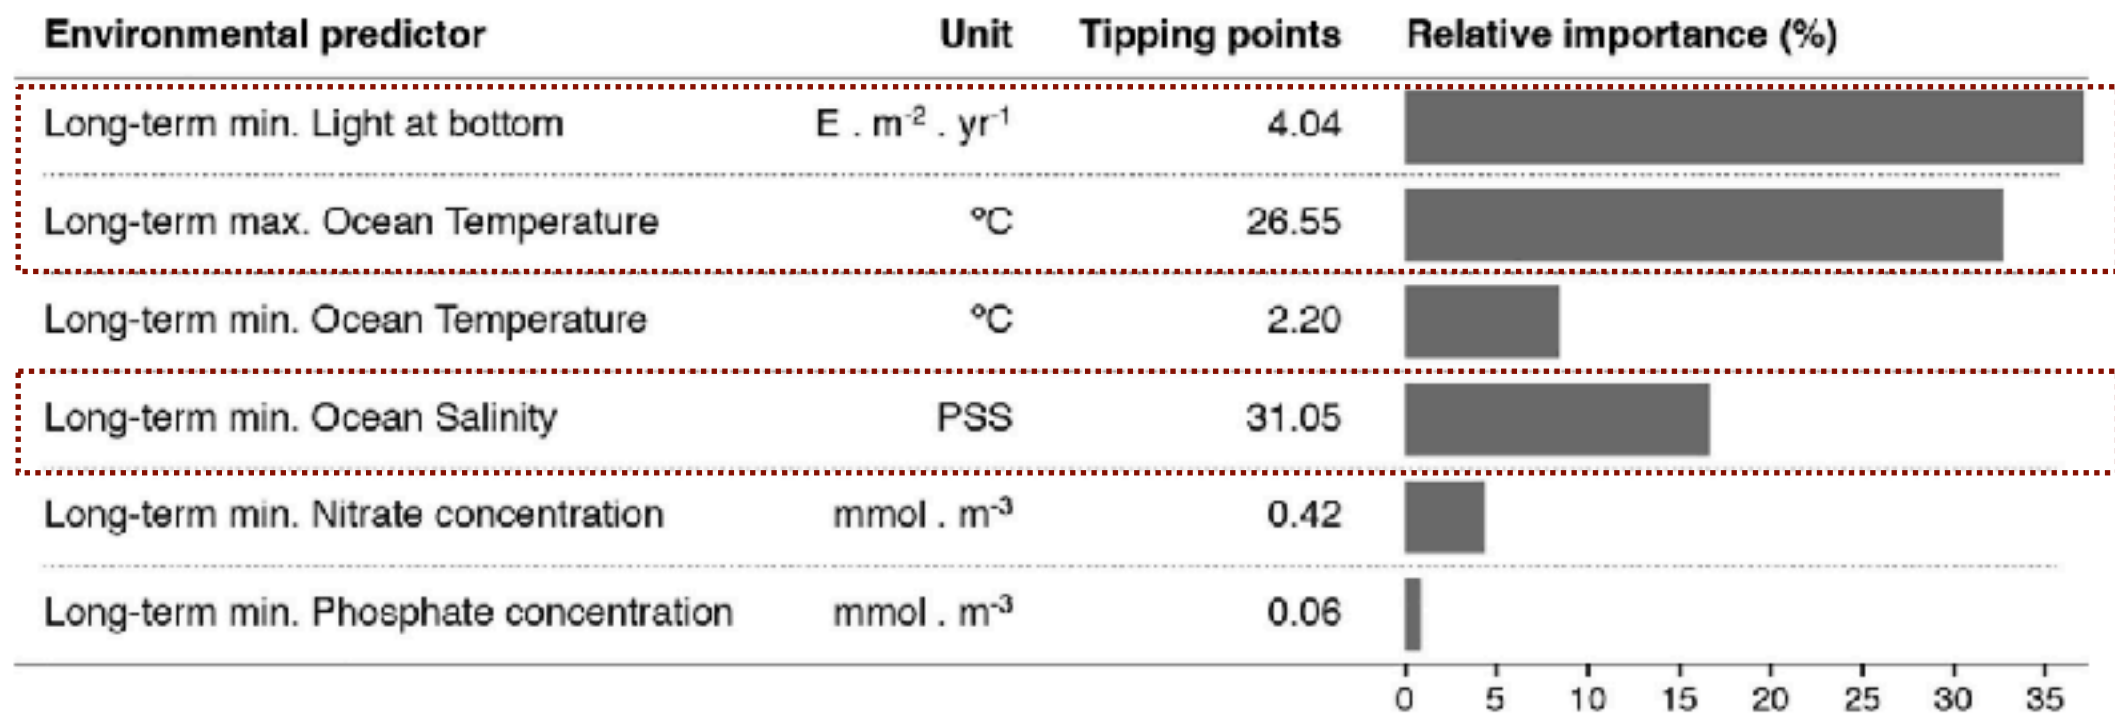 Environmental predictor Unit Tipping points Relative importance (%)
Long-term min. Light at bottom E . m⁻² . yr⁻¹ 4.04
Long-term max. Ocean Temperature ºC 26.55
Long-term min. Ocean Temperature ºC 2.20
Long-term min. Ocean Salinity PSS 31.05
Long-term min. Nitrate concentration mmol . m⁻³ 0.42
Long-term min. Phosphate concentration mmol . m⁻³ 0.06
0 5 10 15 20 25 30 35